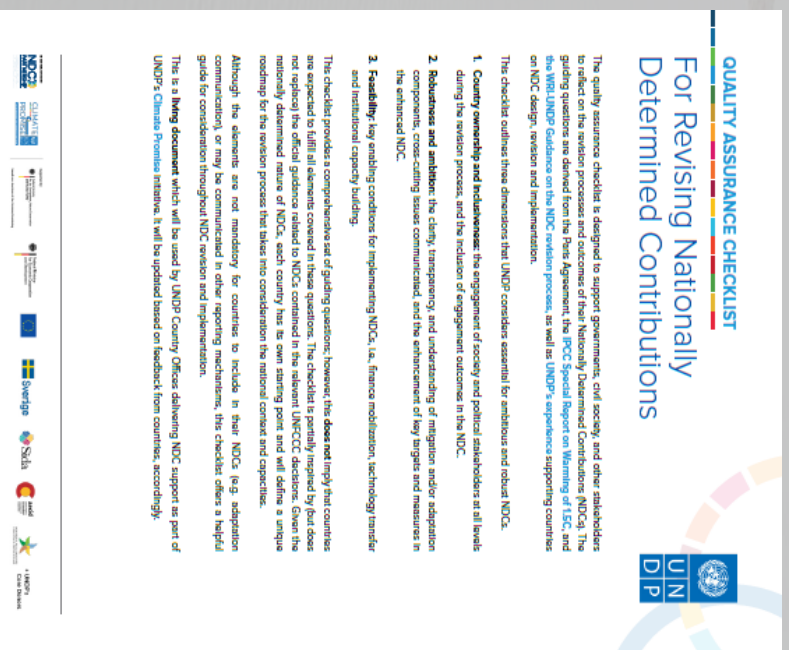 QUALITY ASSURANCE CHECKLIST
For Revising Nationally
Determined Contributions
U N
D P
The quality assurance checklist is designed to support governments, civil society, and other stakeholders
to reflect on the revision processes and outcomes of their Nationally Determined Contributions (NDCs). The
guiding questions are derived from the Paris Agreement, the IPCC Special Report on Warming of 1.5C, and
the WRI-UNDP Guidance on the NDC revision process, as well as UNDP's experience supporting countries
on NDC design, revision and implementation.
This checklist outlines three dimensions that UNDP considers essential for ambitious and robust NDCs.
1. Country ownership and inclusiveness: the engagement of society and political stakeholders at all levels
during the revision process, and the inclusion of engagement outcomes in the NDC.
2. Robustness and ambition: the clarity, transparency, and understanding of mitigation and/or adaptation
components, cross-cutting issues communicated, and the enhancement of key targets and measures in
the enhanced NDC.
3. Feasibility: key enabling conditions for implementing NDCs, i.e., finance mobilization, technology transfer
and institutional capacity building.
This checklist provides a comprehensive set of guiding questions; however, this does not imply that countries
are expected to fulfill all elements covered in these questions. The checklist is partially inspired by (but does
not replace) the official guidance related to NDCs contained in the relevant UNFCCC decisions. Given the
nationally determined nature of NDCs, each country has its own starting point and will define a unique
roadmap for the revision process that takes into consideration the national context and capacities.
Although the elements are not mandatory for countries to include in their NDCs (e.g. adaptation
communication), or may be communicated in other reporting mechanisms, this checklist offers a helpful
guide for consideration throughout NDC revision and implementation.
This is a living document which will be used by UNDP Country Offices delivering NDC support as part of
UNDP's Climate Promise initiative. It will be updated based on feedback from countries, accordingly.
NDC
CLIMATE
PROMISE
Sverige
Sida
aecid
+ UNDP's
Core Donors